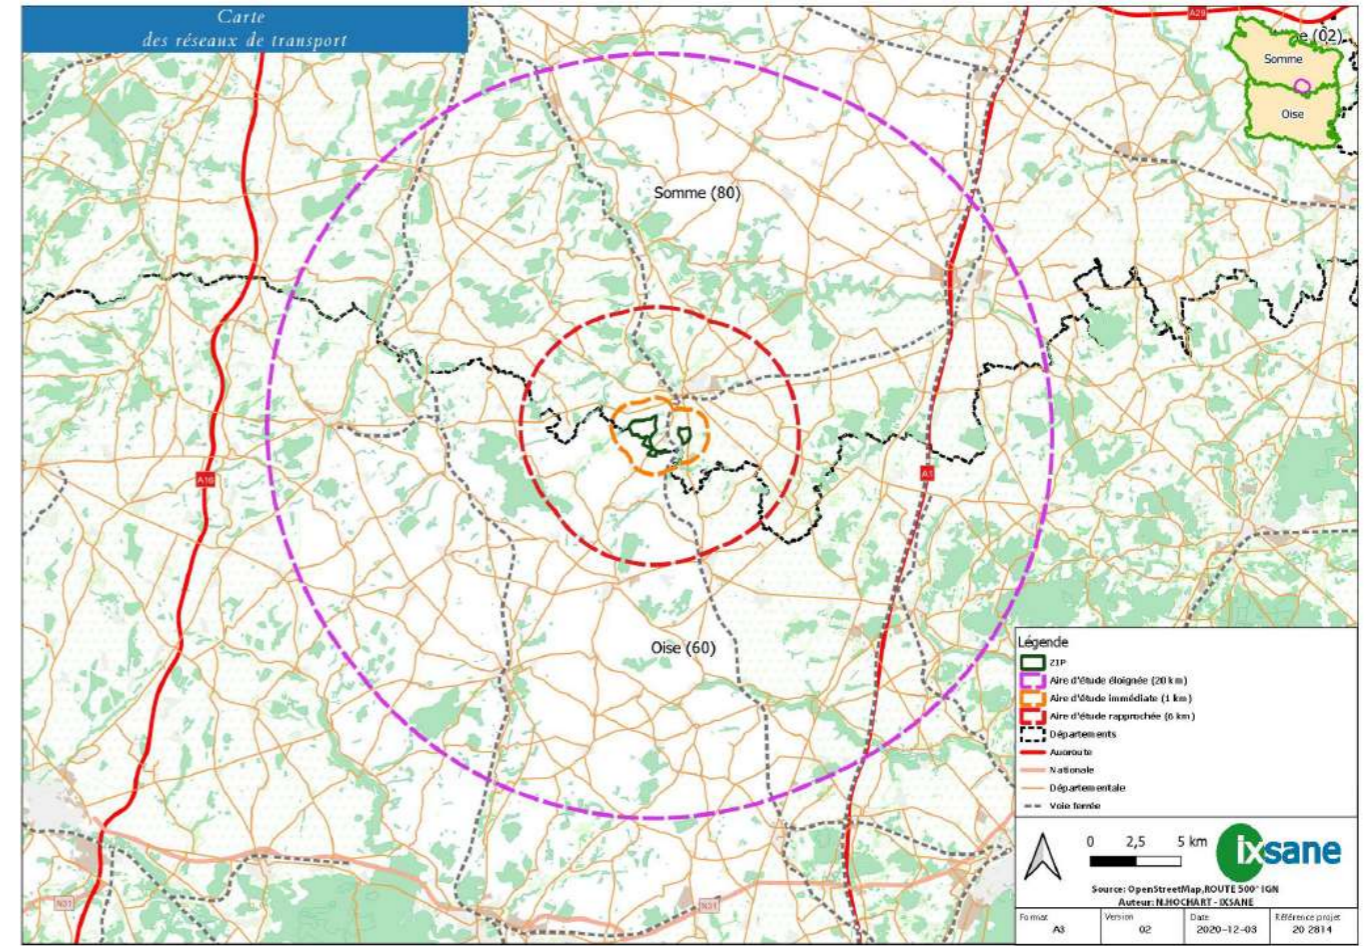 Carte
des réseaux de transport
A29
e (02)
Somme
Oise
Somme (80)
A16
A1
Oise (60)
N31
N31
Légende
ZIP
Aire d'étude éloignée (20 km)
Aire d'étude immédiate (1 km)
Aire d'étude rapprochée (6 km)
Départements
Auoroute
Nationale
Départementale
Voie ferrée
0 2,5 5 km
ixsane
Source: OpenStreetMap,ROUTE 500® IGN
Auteur: N.HOCHART - IXSANE
Format
A3
Version
02
Date
2020-12-03
Référence projet
20 2814